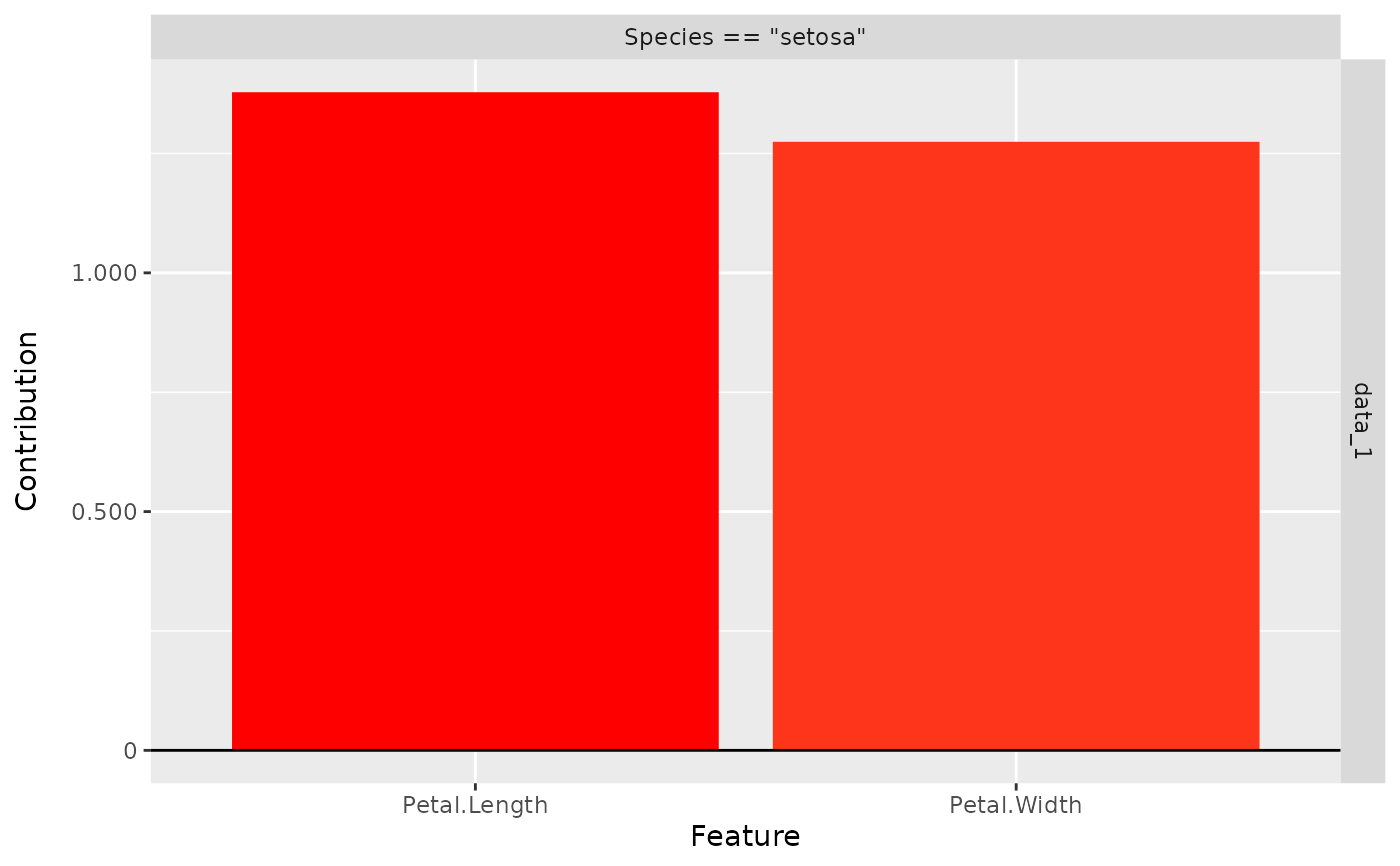 Species == "setosa"
Contribution
1.000
0.500
0
data_1
Petal.Length
Petal.Width
Feature